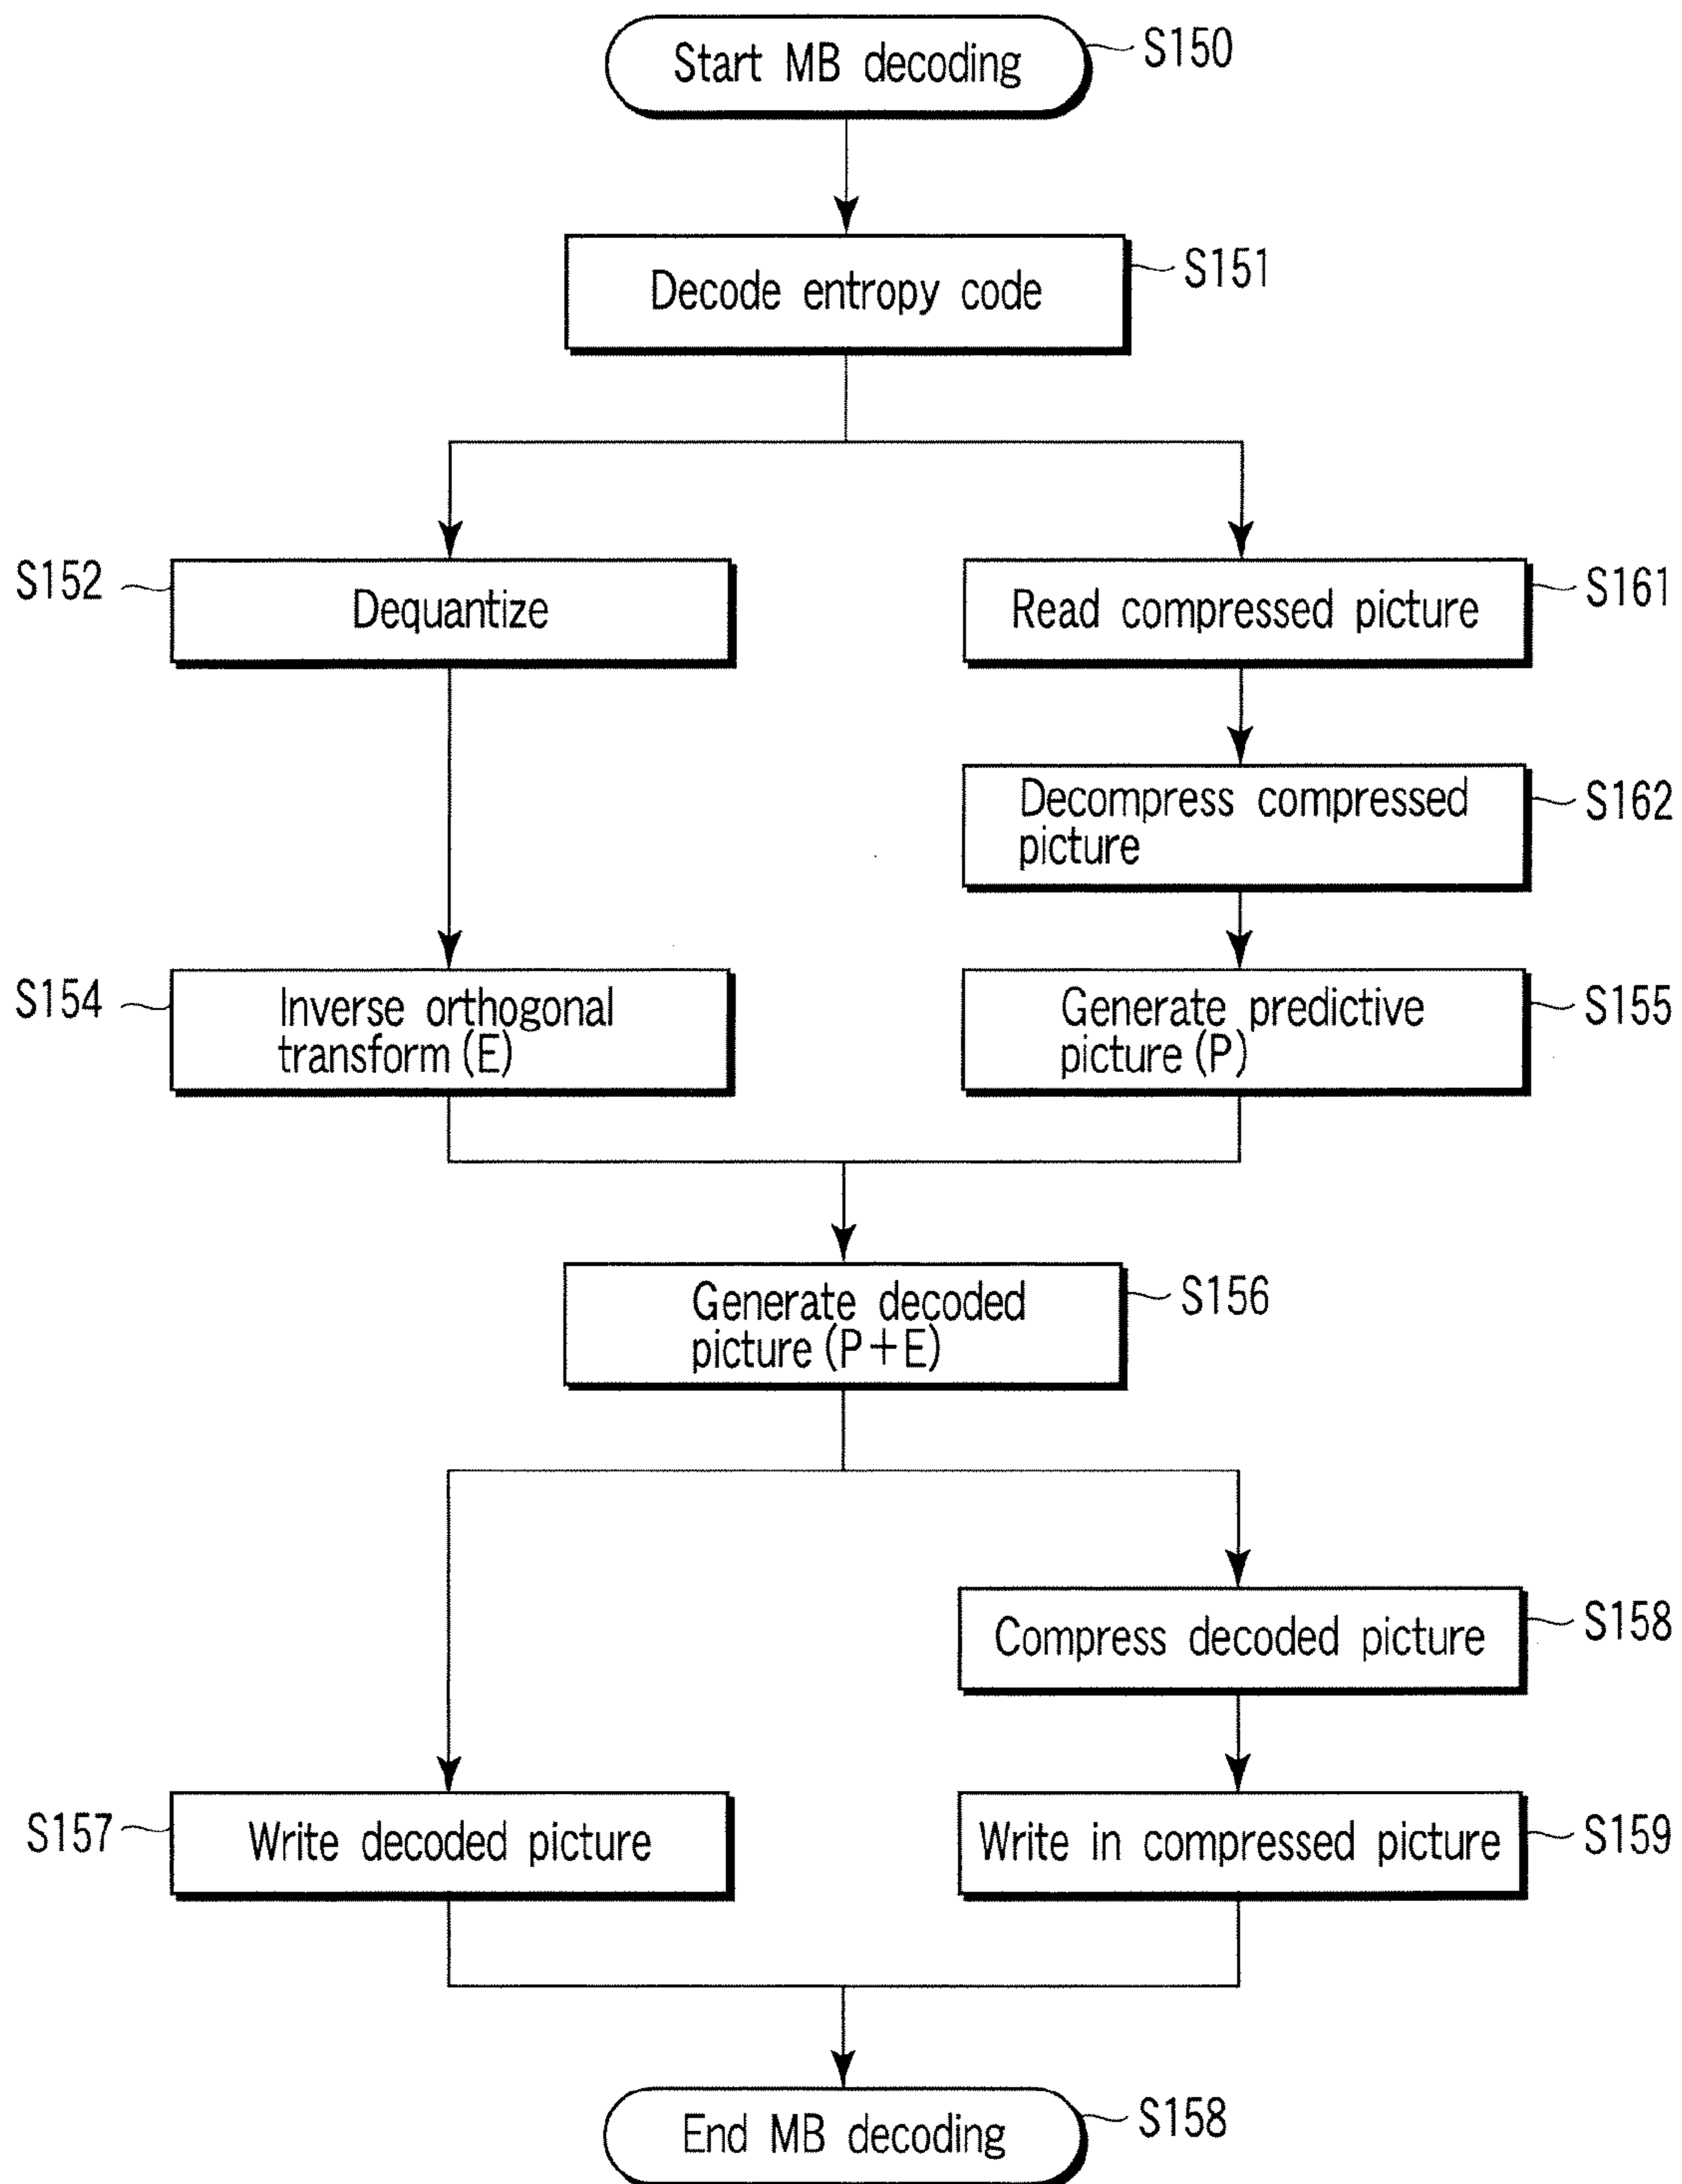 Start MB decoding
S150
Decode entropy code
S151
S152
Dequantize
Read compressed picture
S161
Decompress compressed
picture
S162
S154
Inverse orthogonal
transform (E)
Generate predictive
picture (P)
S155
Generate decoded
picture (P+E)
S156
Compress decoded picture
S158
S157
Write decoded picture
Write in compressed picture
S159
End MB decoding
S158